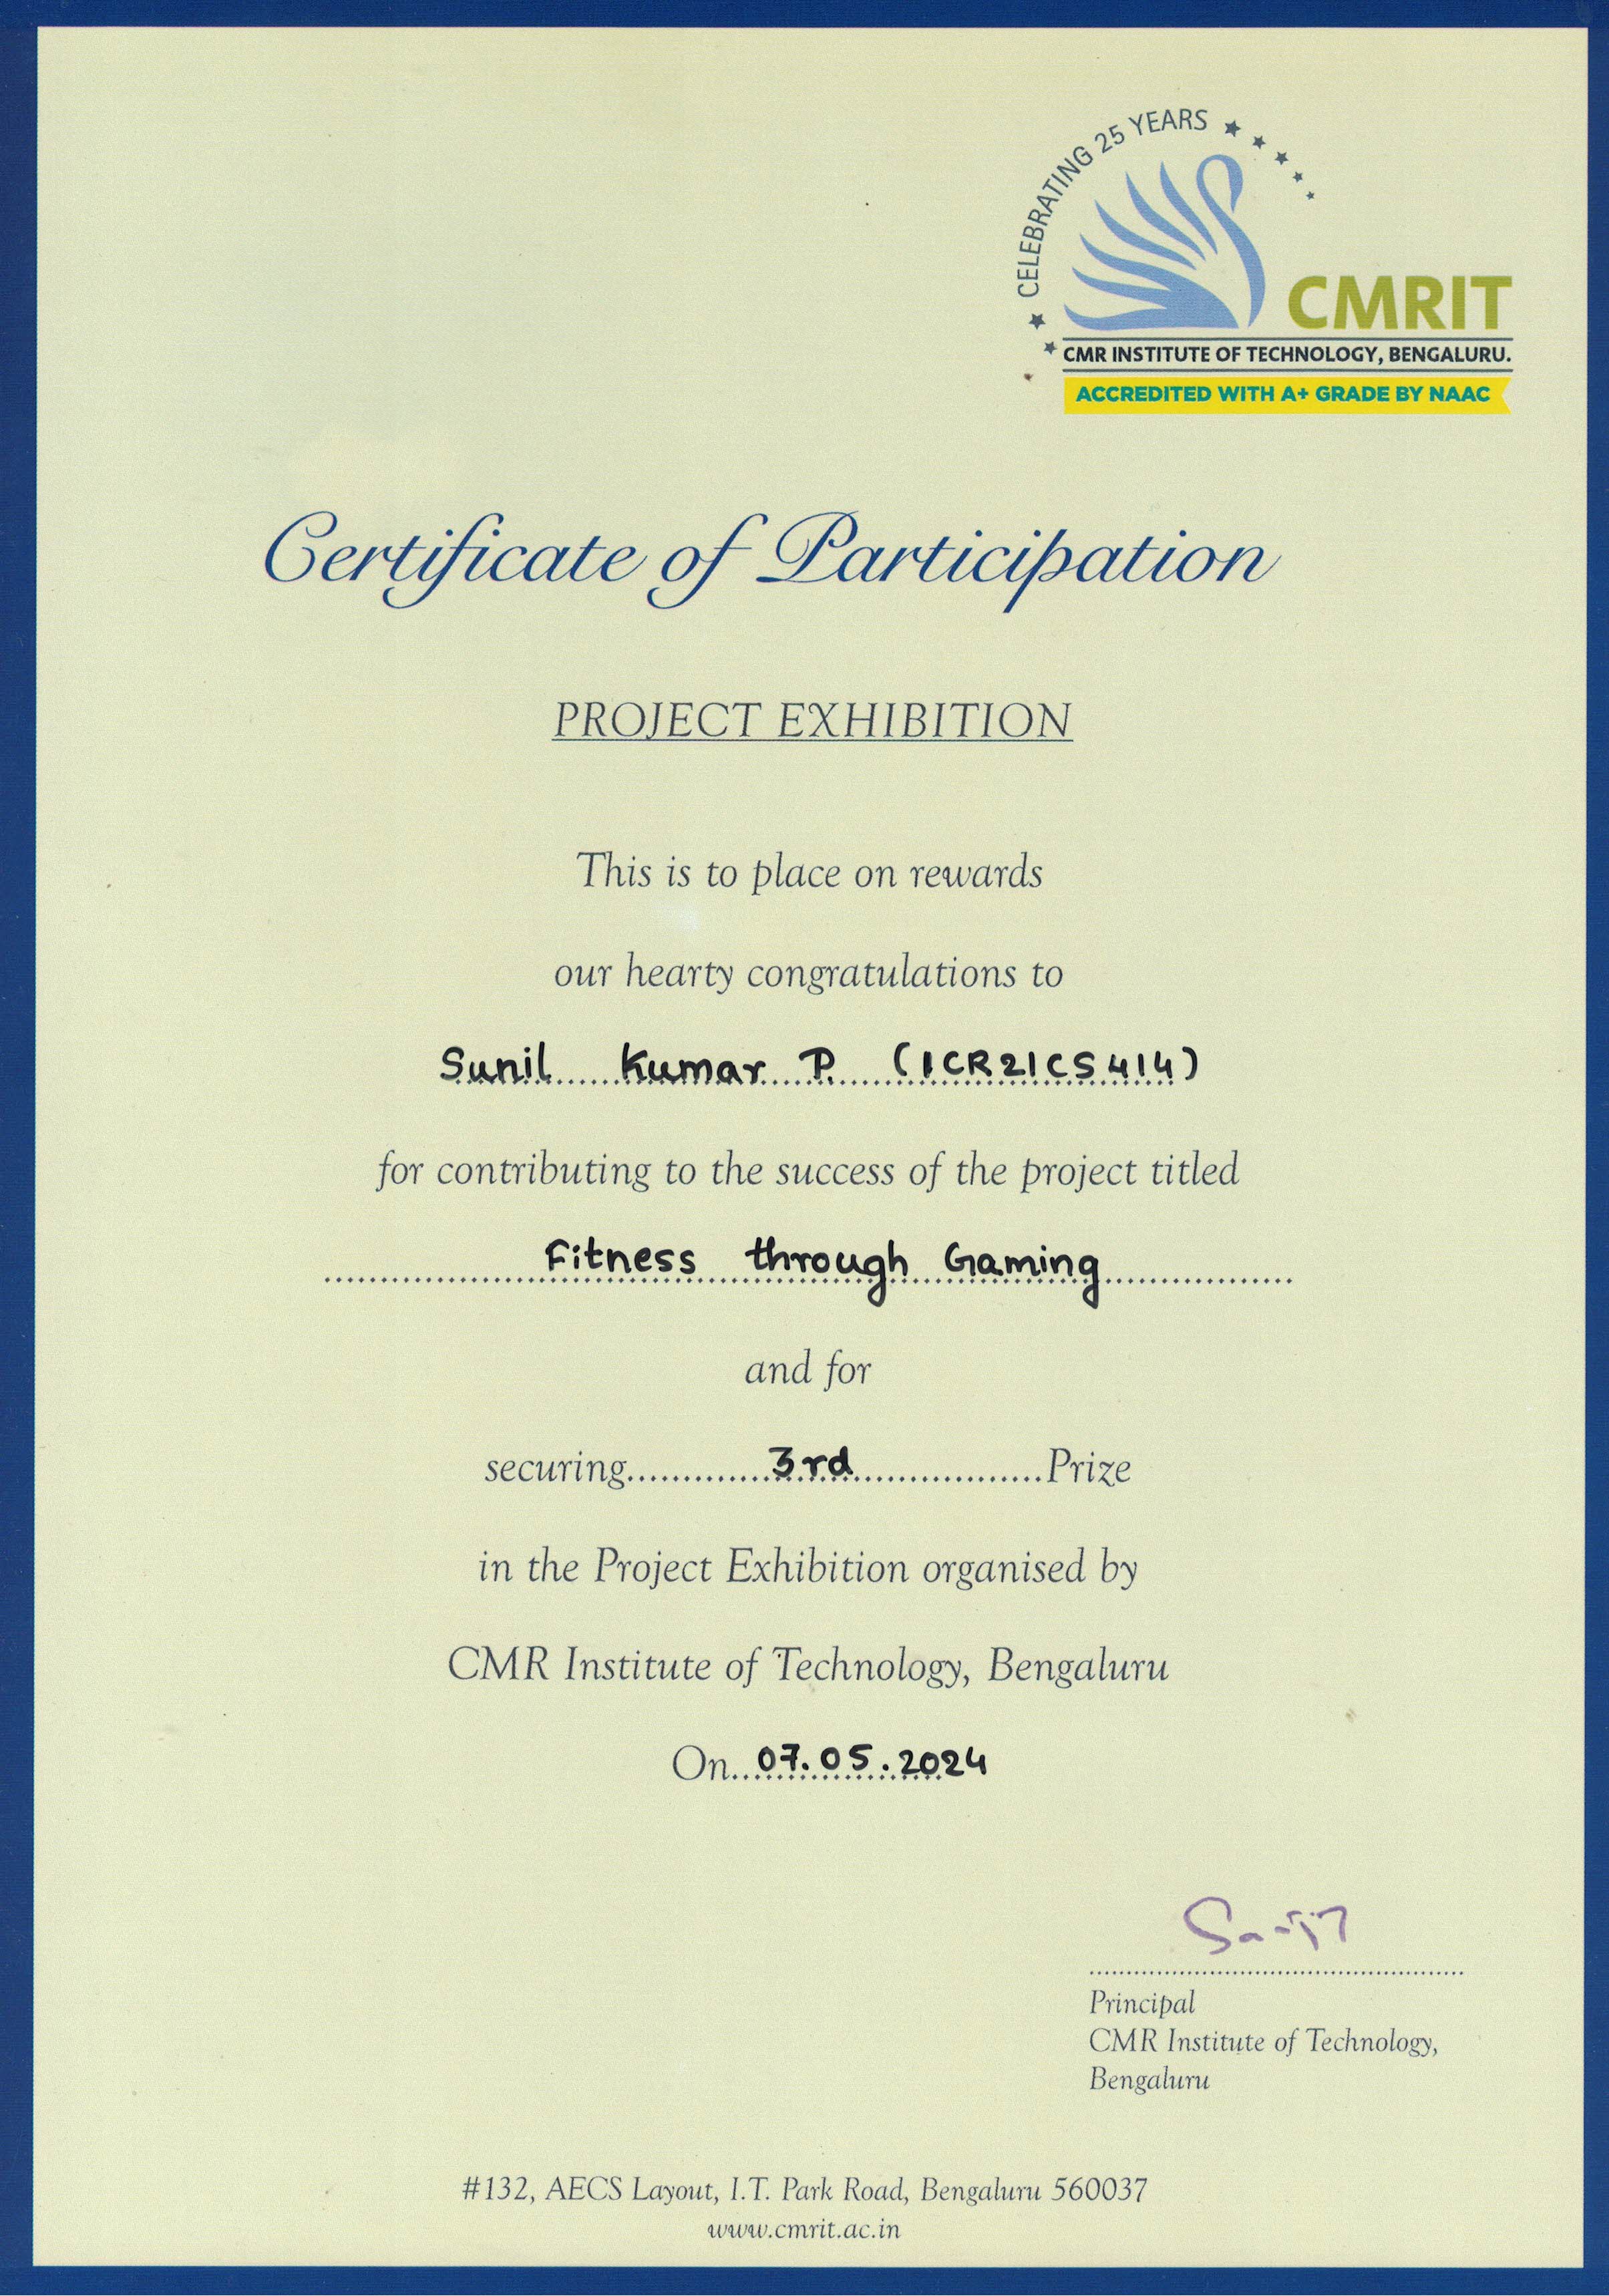 ★ ★ CELEBRATING 25 YEARS ★ ★ ★ ★ ★
CMRIT
CMR INSTITUTE OF TECHNOLOGY, BENGALURU.
ACCREDITED WITH A+ GRADE BY NAAC
Certificate of Participation
PROJECT EXHIBITION
This is to place on rewards
our hearty congratulations to
Sunil Kumar P. (1CR21CS414)
for contributing to the success of the project titled
Fitness through Gaming
and for
securing 3rd Prize
in the Project Exhibition organised by
CMR Institute of Technology, Bengaluru
On 07.05.2024
Principal
CMR Institute of Technology,
Bengaluru
#132, AECS Layout, I.T. Park Road, Bengaluru 560037
www.cmrit.ac.in